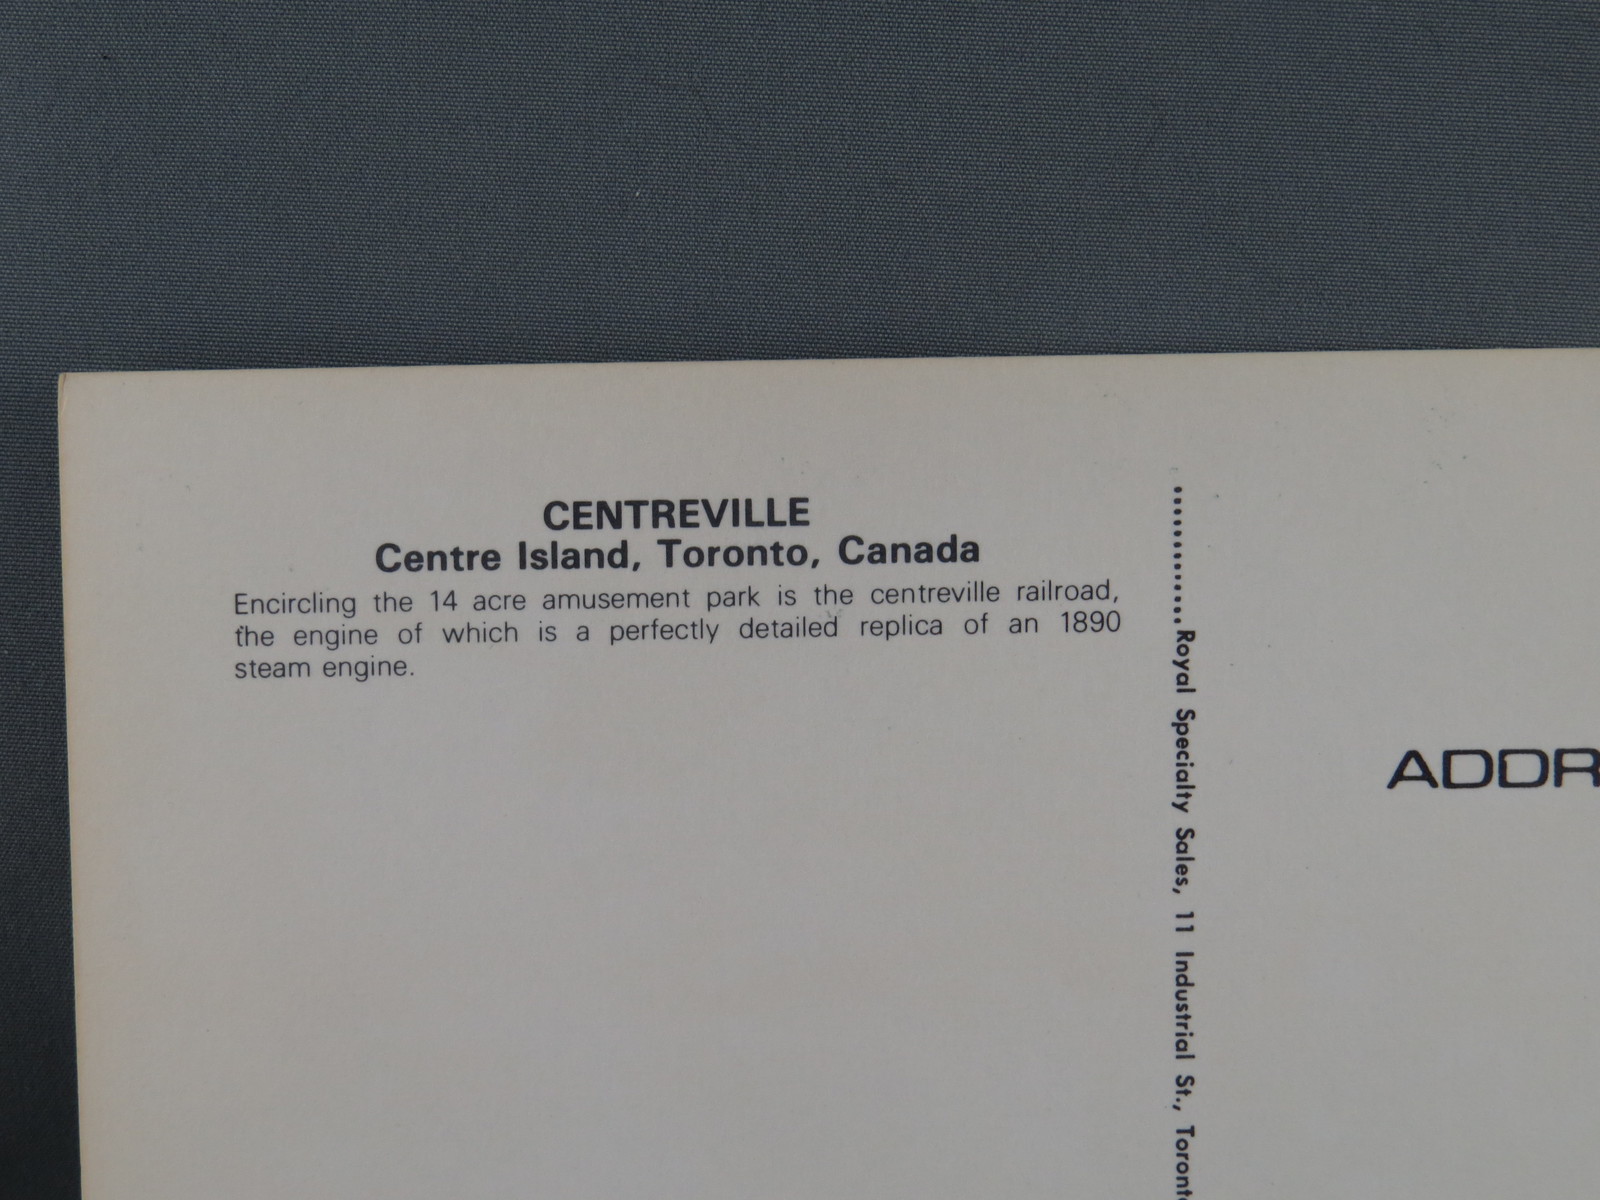 CENTREVILLE
Centre Island, Toronto, Canada
Encircling the 14 acre amusement park is the centreville railroad,
the engine of which is a perfectly detailed replica of an 1890
steam engine.
...........Royal Specialty Sales, 11 Industrial St., Toront
ADDR